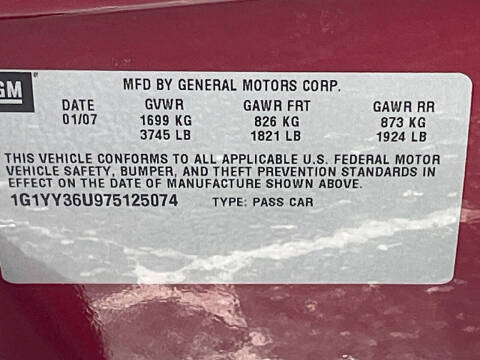 GM
MFD BY GENERAL MOTORS CORP.
DATE GVWR GAWR FRT GAWR RR
01/07 1699 KG 826 KG 873 KG
3745 LB 1821 LB 1924 LB
THIS VEHICLE CONFORMS TO ALL APPLICABLE U.S. FEDERAL MOTOR
VEHICLE SAFETY, BUMPER, AND THEFT PREVENTION STANDARDS IN
EFFECT ON THE DATE OF MANUFACTURE SHOWN ABOVE.
1G1YY36U975125074 TYPE: PASS CAR